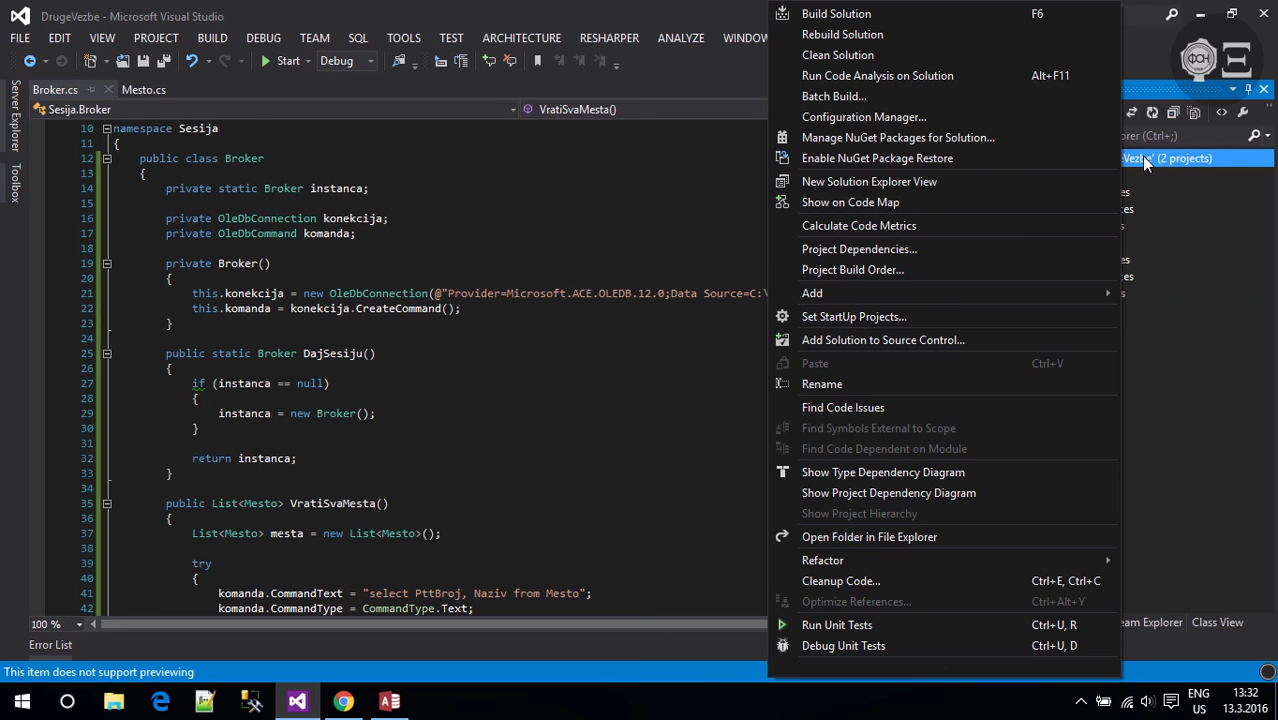 DrugeVezbe - Microsoft Visual Studio
FILE EDIT VIEW PROJECT BUILD DEBUG TEAM SQL TOOLS TEST ARCHITECTURE RESHARPER ANALYZE WINDOW
Start Debug
Broker.cs Mesto.cs
Sesija.Broker VratiSvaMesta()
Server Explorer
Toolbox
10 namespace Sesija
11 {
12 public class Broker
13 {
14 private static Broker instanca;
15
16 private OleDbConnection konekcija;
17 private OleDbCommand komanda;
18
19 private Broker()
20 {
21 this.konekcija = new OleDbConnection(@"Provider=Microsoft.ACE.OLEDB.12.0;Data Source=C:\
22 this.komanda = konekcija.CreateCommand();
23 }
24
25 public static Broker DajSesiju()
26 {
27 if (instanca == null)
28 {
29 instanca = new Broker();
30 }
31
32 return instanca;
33 }
34
35 public List<Mesto> VratiSvaMesta()
36 {
37 List<Mesto> mesta = new List<Mesto>();
38
39 try
40 {
41 komanda.CommandText = "select PttBroj, Naziv from Mesto";
42 komanda.CommandType = CommandType.Text;
100 %
Error List
This item does not support previewing
Build Solution F6
Rebuild Solution
Clean Solution
Run Code Analysis on Solution Alt+F11
Batch Build...
Configuration Manager...
Manage NuGet Packages for Solution...
Enable NuGet Package Restore
New Solution Explorer View
Show on Code Map
Calculate Code Metrics
Project Dependencies...
Project Build Order...
Add
Set StartUp Projects...
Add Solution to Source Control...
Paste Ctrl+V
Rename
Find Code Issues
Find Symbols External to Scope
Find Code Dependent on Module
Show Type Dependency Diagram
Show Project Dependency Diagram
Show Project Hierarchy
Open Folder in File Explorer
Refactor
Cleanup Code... Ctrl+E, Ctrl+C
Optimize References... Ctrl+Alt+Y
Run Unit Tests Ctrl+U, R
Debug Unit Tests Ctrl+U, D
orer (Ctrl+;)
(2 projects)
es
ces
s
es
ces
s
eam Explorer Class View
ENG
US
13:32
13.3.2016